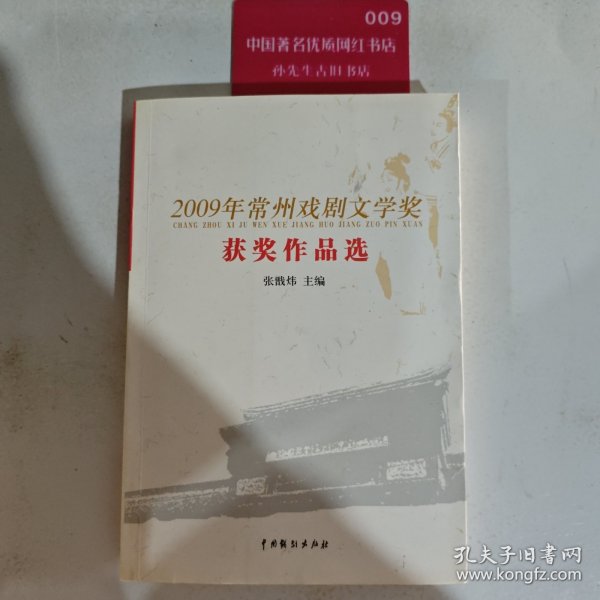 009
中国著名优质网红书店
孙先生古旧书店
2009年常州戏剧文学奖
CHANG ZHOU XI JU WEN XUE JIANG HUO JIANG ZUO PIN XUAN
获奖作品选
张戬炜 主编
中国戏剧出版社
孔夫子旧书网
www.kongfz.com